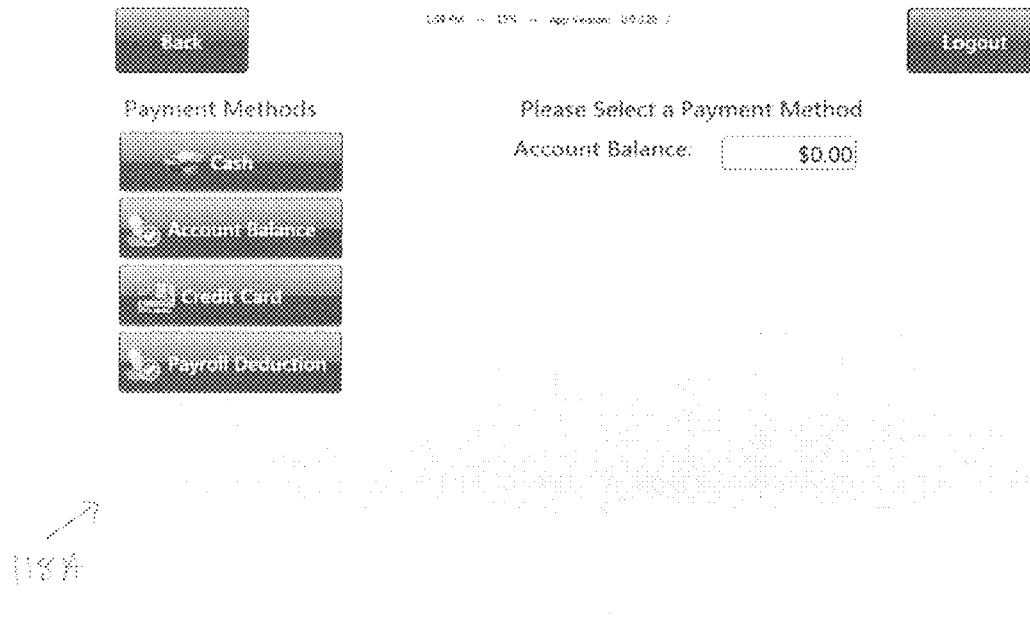 Back
Logout
Payment Methods
Please Select a Payment Method
Cash
Account Balance:
$0.00
Account Balance
Credit Card
Payroll Deduction
118A